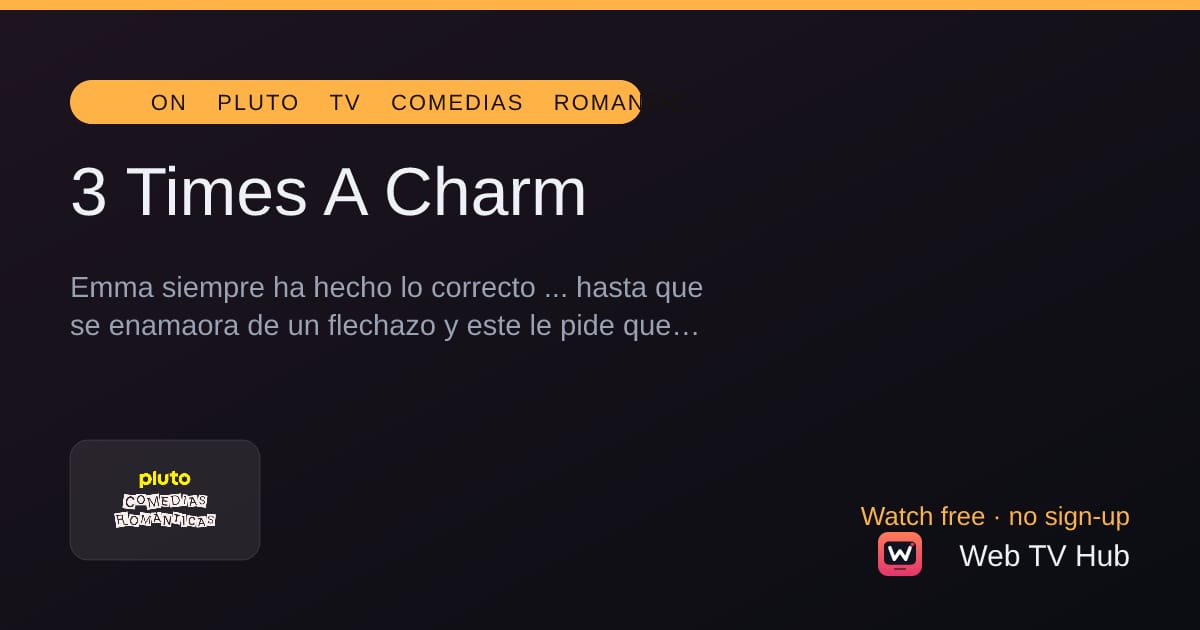 ON PLUTO TV COMEDIAS ROMAN
3 Times A Charm
Emma siempre ha hecho lo correcto ... hasta que
se enamaora de un flechazo y este le pide que…
pluto
COMEDIAS
ROMANTICAS
Watch free · no sign-up
W
Web TV Hub